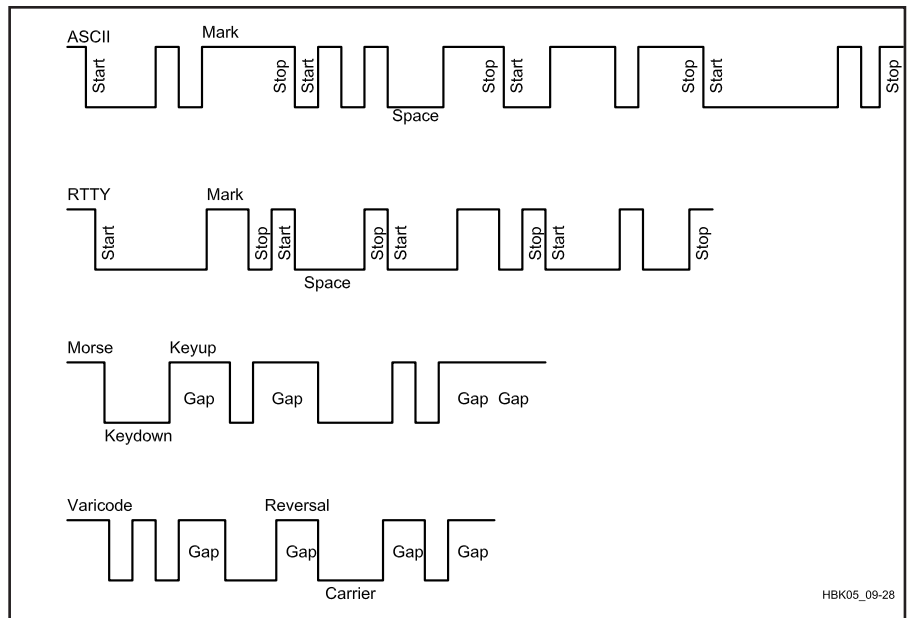 ASCII
Mark
Start
Stop
Start
Stop
Start
Stop
Start
Stop
Space
RTTY
Mark
Start
Stop
Start
Stop
Start
Stop
Start
Stop
Space
Morse
Keyup
Gap
Gap
Gap
Gap
Keydown
Varicode
Reversal
Gap
Gap
Gap
Gap
Carrier
HBK05_09-28